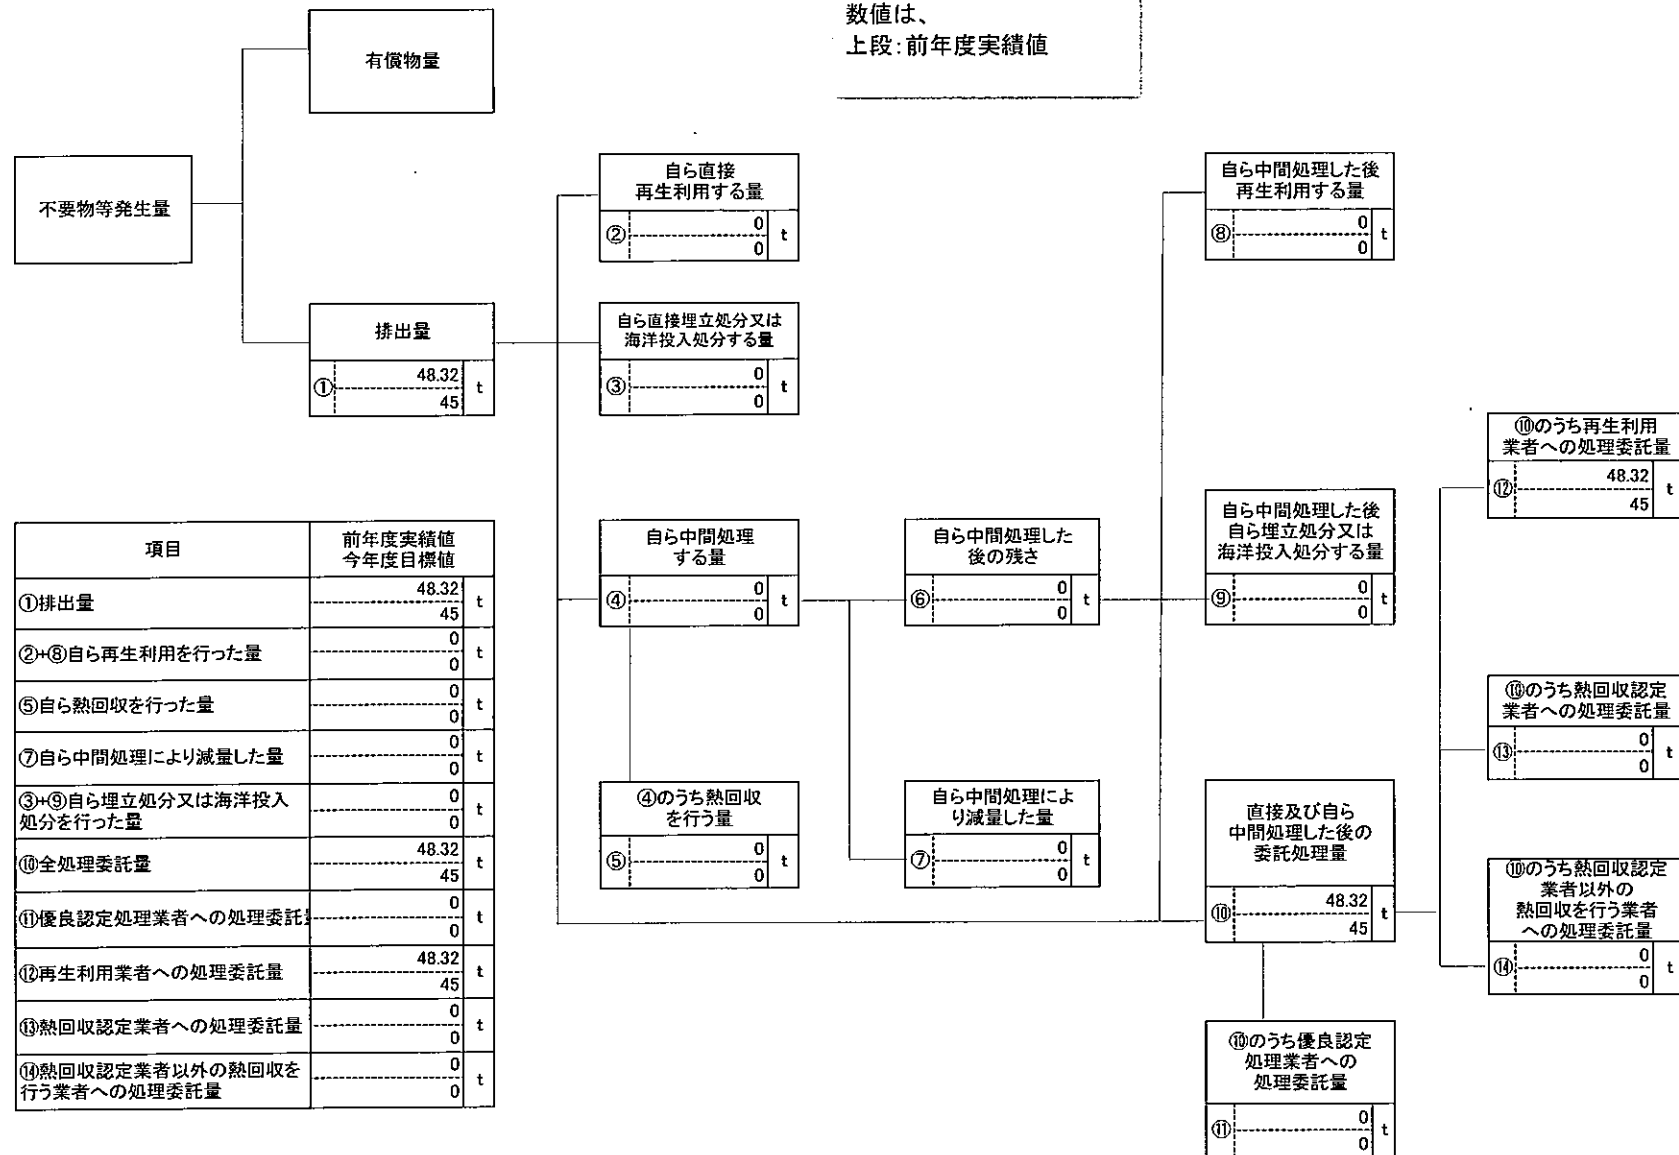 数値は、
上段:前年度実績値
有償物量
不要物等発生量
排出量
① 48.32 t
45
自ら直接
再生利用する量
② 0 t
0
自ら直接埋立処分又は
海洋投入処分する量
③ 0 t
0
自ら中間処理
する量
④ 0 t
0
④のうち熱回収
を行う量
⑤ 0 t
0
自ら中間処理した
後の残さ
⑥ 0 t
0
自ら中間処理によ
り減量した量
⑦ 0 t
0
自ら中間処理した後
再生利用する量
⑧ 0 t
0
自ら中間処理した後
自ら埋立処分又は
海洋投入処分する量
⑨ 0 t
0
直接及び自ら
中間処理した後の
委託処理量
⑩ 48.32 t
45
⑩のうち優良認定
処理業者への
処理委託量
⑪ 0 t
0
⑩のうち再生利用
業者への処理委託量
⑫ 48.32 t
45
⑩のうち熱回収認定
業者への処理委託量
⑬ 0 t
0
⑩のうち熱回収認定
業者以外の
熱回収を行う業者
への処理委託量
⑭ 0 t
0
項目 前年度実績値
今年度目標値
①排出量 48.32 t
45
②+⑧自ら再生利用を行った量 0 t
0
⑤自ら熱回収を行った量 0 t
0
⑦自ら中間処理により減量した量 0 t
0
③+⑨自ら埋立処分又は海洋投入
処分を行った量 0 t
0
⑩全処理委託量 48.32 t
45
⑪優良認定処理業者への処理委託 0 t
0
⑫再生利用業者への処理委託量 48.32 t
45
⑬熱回収認定業者への処理委託量 0 t
0
⑭熱回収認定業者以外の熱回収を
行う業者への処理委託量 0 t
0